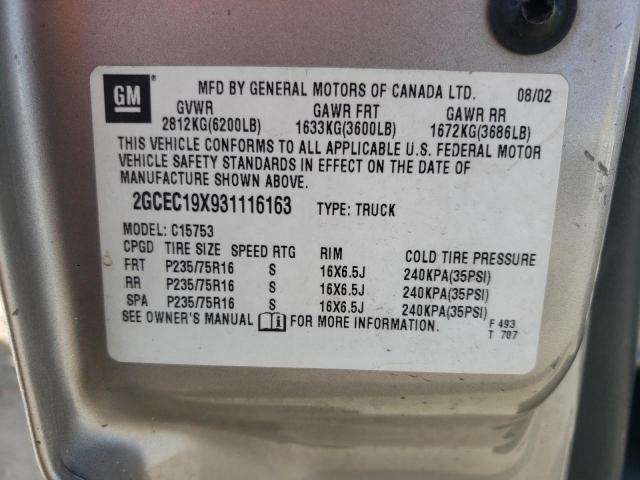 GM
MFD BY GENERAL MOTORS OF CANADA LTD. 08/02
GVWR GAWR FRT GAWR RR
2812KG(6200LB) 1633KG(3600LB) 1672KG(3686LB)
THIS VEHICLE CONFORMS TO ALL APPLICABLE U.S. FEDERAL MOTOR
VEHICLE SAFETY STANDARDS IN EFFECT ON THE DATE OF
MANUFACTURE SHOWN ABOVE.
2GCEC19X931116163 TYPE: TRUCK
MODEL: C15753
CPGD TIRE SIZE SPEED RTG RIM COLD TIRE PRESSURE
FRT P235/75R16 S 16X6.5J 240KPA(35PSI)
RR P235/75R16 S 16X6.5J 240KPA(35PSI)
SPA P235/75R16 S 16X6.5J 240KPA(35PSI)
SEE OWNER'S MANUAL FOR MORE INFORMATION.
F 493
T 707